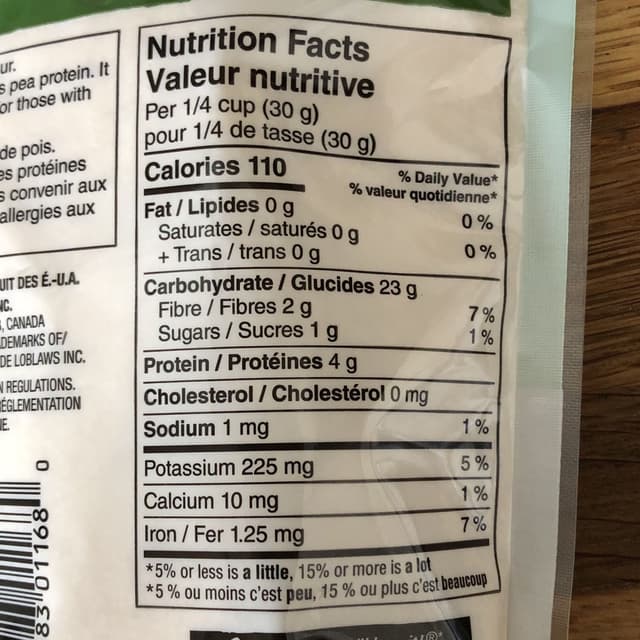 ur.
s pea protein. It
or those with
de pois.
es protéines
s convenir aux
allergies aux
UIT DES É.-U.A.
NC.
, CANADA
DEMARKS OF/
DE LOBLAWS INC.
N REGULATIONS.
ÉGLEMENTATION
E.
83 01168 0
Nutrition Facts
Valeur nutritive
Per 1/4 cup (30 g)
pour 1/4 de tasse (30 g)
Calories 110
% Daily Value*
% valeur quotidienne*
Fat / Lipides 0 g 0 %
Saturates / saturés 0 g
+ Trans / trans 0 g 0 %
Carbohydrate / Glucides 23 g
Fibre / Fibres 2 g 7 %
Sugars / Sucres 1 g 1 %
Protein / Protéines 4 g
Cholesterol / Cholestérol 0 mg
Sodium 1 mg 1 %
Potassium 225 mg 5 %
Calcium 10 mg 1 %
Iron / Fer 1.25 mg 7 %
*5% or less is a little, 15% or more is a lot
*5 % ou moins c'est peu, 15 % ou plus c'est beaucoup